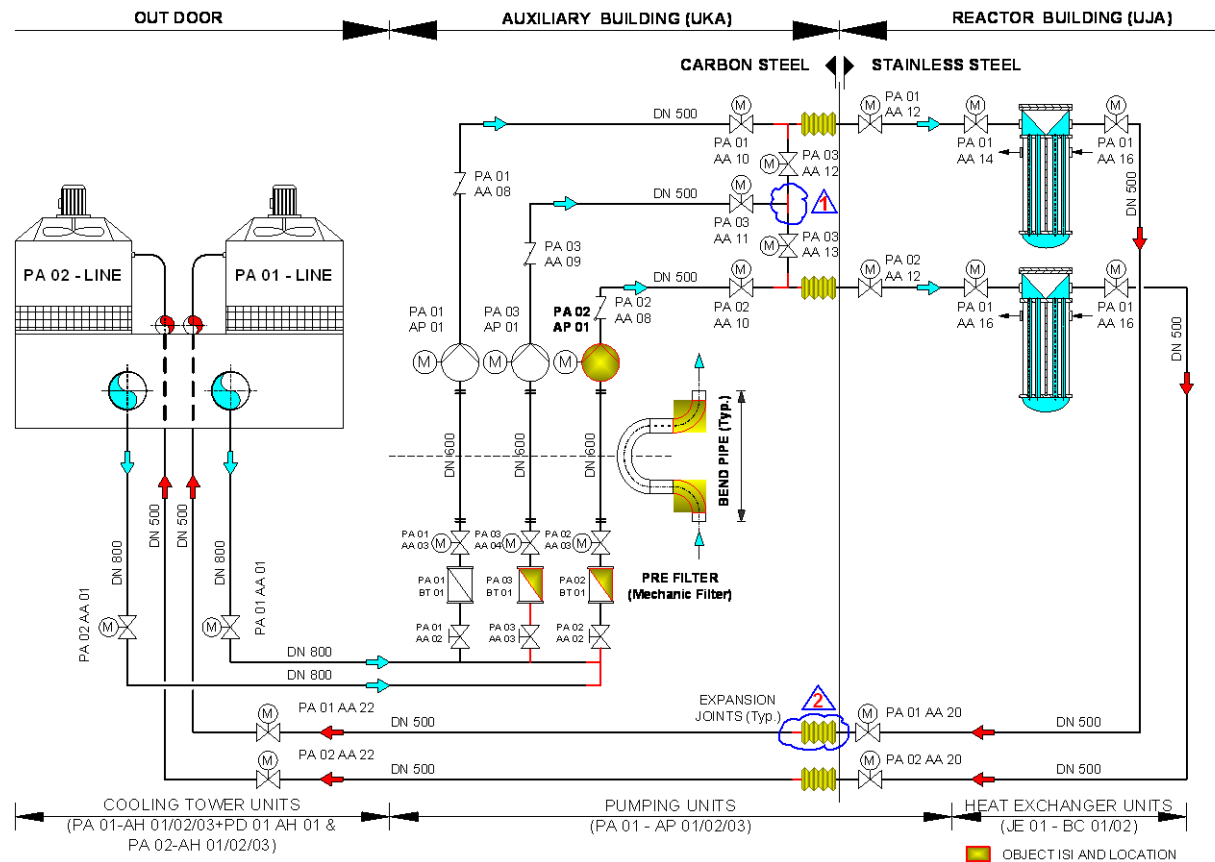 OUT DOOR
AUXILIARY BUILDING (UKA)
REACTOR BUILDING (UJA)
CARBON STEEL
STAINLESS STEEL
DN 500
M
PA 01
AA 10
PA 01
AA 12
M
M
PA 01
AA 14
M
PA 01
AA 16
DN 500
PA 01
AA 08
M
PA 03
AA 12
DN 500
M
PA 03
AA 11
1
PA 03
AA 09
M
PA 03
AA 13
PA 02 - LINE
PA 01 - LINE
DN 500
M
PA 02
AA 10
PA 02
AA 12
M
M
PA 01
AA 16
M
PA 01
AA 16
DN 500
PA 02
AA 08
PA 01
AP 01
PA 03
AP 01
PA 02
AP 01
M
M
M
DN 600
DN 600
DN 600
BEND PIPE (Typ.)
DN 800
DN 500
DN 500
DN 800
PA 01
AA 03
M
PA 03
AA 04
M
PA 02
AA 03
M
PA 01
BT 01
PA 03
BT 01
PA 02
BT 01
PRE FILTER
(Mechanic Filter)
PA 02 AA 01
M
PA 01 AA 01
M
PA 01
AA 02
PA 03
AA 03
PA 02
AA 02
DN 800
DN 800
EXPANSION
JOINTS (Typ.)
2
M
PA 01 AA 22
DN 500
M
PA 01 AA 20
DN 500
M
PA 02 AA 22
DN 500
M
PA 02 AA 20
DN 500
COOLING TOWER UNITS
(PA 01-AH 01/02/03+PD 01 AH 01 &
PA 02-AH 01/02/03)
PUMPING UNITS
(PA 01 - AP 01/02/03)
HEAT EXCHANGER UNITS
(JE 01 - BC 01/02)
OBJECT ISI AND LOCATION